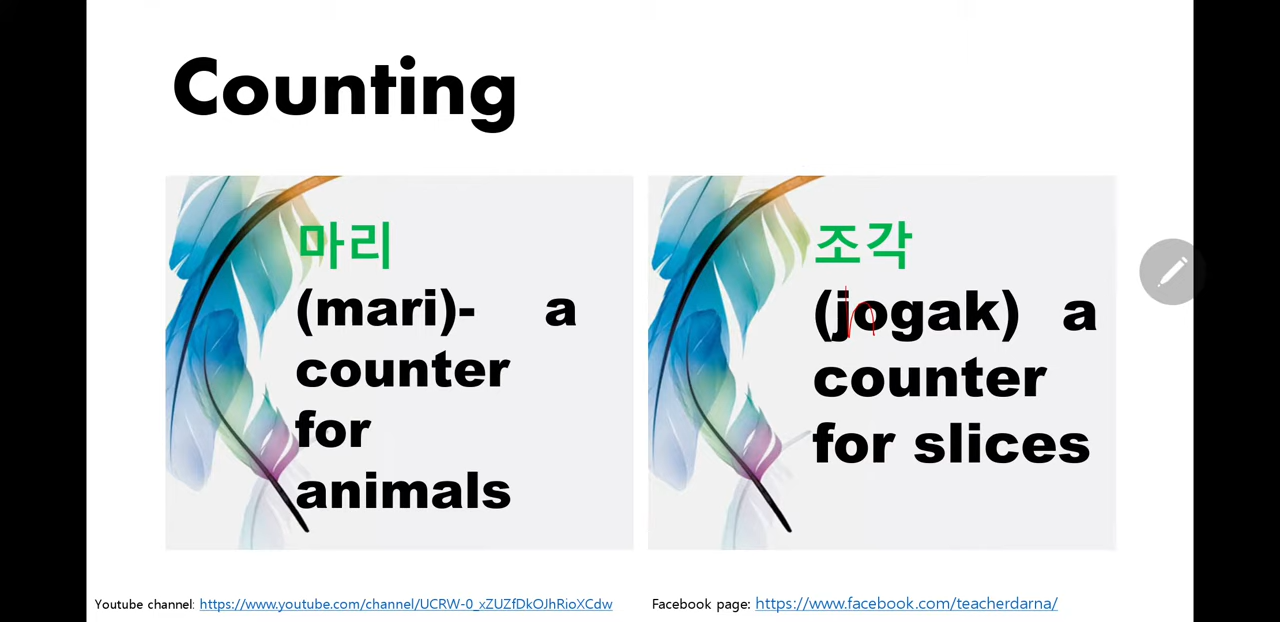 Counting
마리
(mari)- a
counter
for
animals
조각
(jogak) a
counter
for slices
Youtube channel: https://www.youtube.com/channel/UCRW-0_xZUZfDkOJhRioXCdw
Facebook page: https://www.facebook.com/teacherdarna/